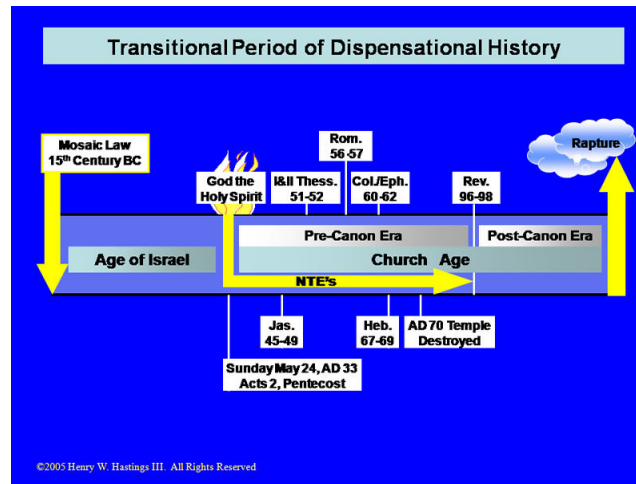 Transitional Period of Dispensational History
Mosaic Law
15th Century BC
God the
Holy Spirit
I&II Thess.
51-52
Rom.
56-57
Col./Eph.
60-62
Rev.
96-98
Rapture
Age of Israel
Pre-Canon Era
Post-Canon Era
Church Age
NTE's
Sunday May 24, AD 33
Acts 2, Pentecost
Jas.
45-49
Heb.
67-69
AD 70 Temple
Destroyed
©2005 Henry W. Hastings III. All Rights Reserved